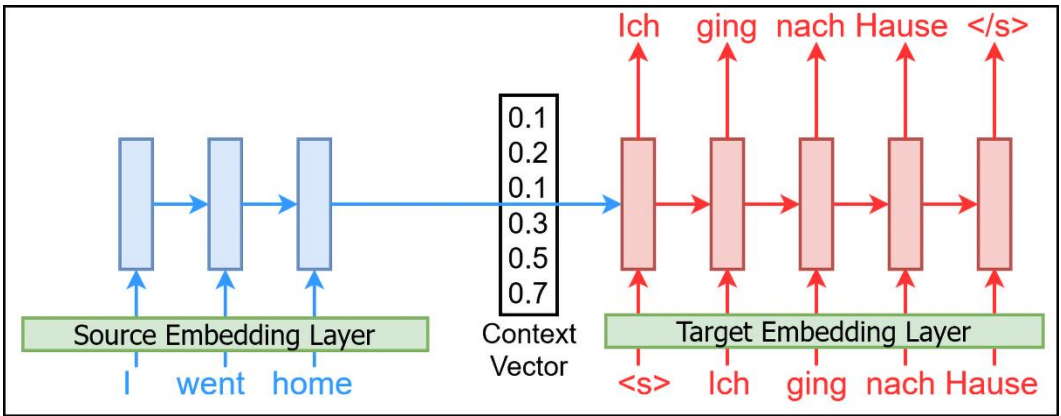 Ich ging nach Hause </s>
0.1
0.2
0.1
0.3
0.5
0.7
Source Embedding Layer
Context
Vector
Target Embedding Layer
I went home
<s> Ich ging nach Hause